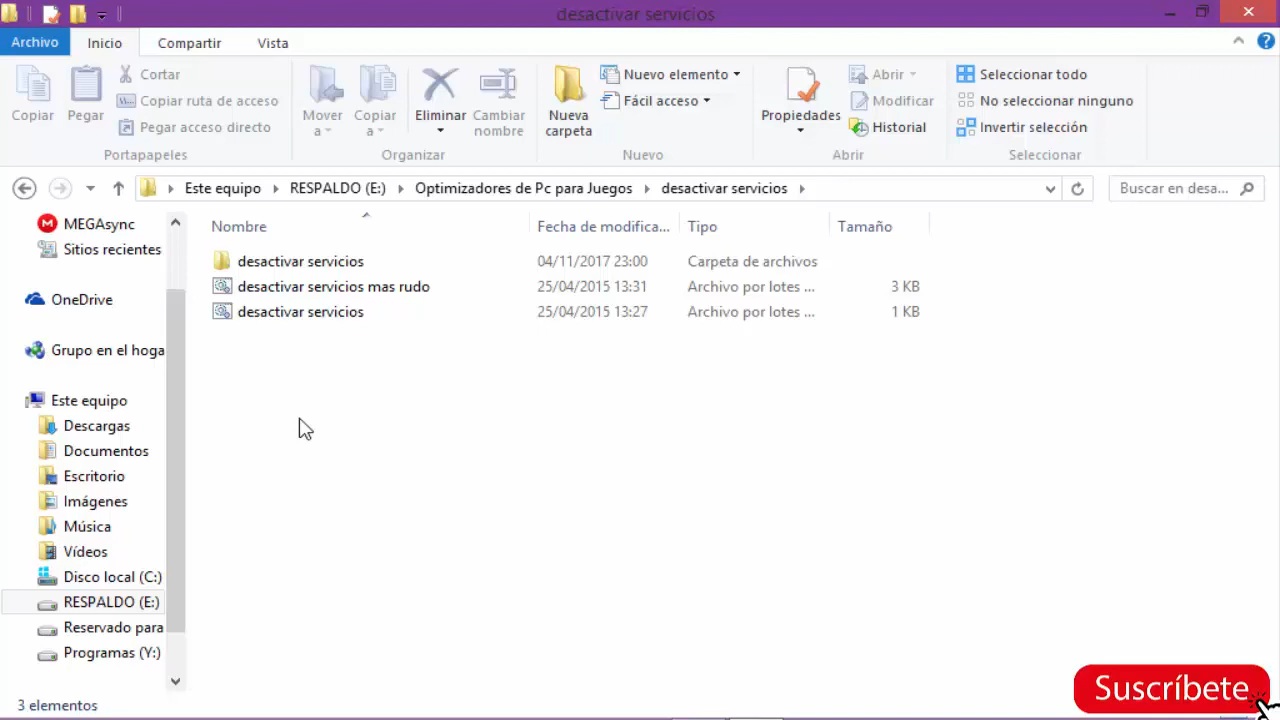 desactivar servicios
Archivo
Inicio
Compartir
Vista
Copiar
Pegar
Cortar
Copiar ruta de acceso
Pegar acceso directo
Portapapeles
Mover a
Copiar a
Eliminar
Cambiar nombre
Organizar
Nueva carpeta
Nuevo elemento
Fácil acceso
Nuevo
Propiedades
Abrir
Modificar
Historial
Abrir
Seleccionar todo
No seleccionar ninguno
Invertir selección
Seleccionar
Este equipo RESPALDO (E:) Optimizadores de Pc para Juegos desactivar servicios
Buscar en desa...
MEGAsync
Sitios recientes
OneDrive
Grupo en el hoga
Este equipo
Descargas
Documentos
Escritorio
Imágenes
Música
Vídeos
Disco local (C:)
RESPALDO (E:)
Reservado para
Programas (Y:)
Nombre Fecha de modifica... Tipo Tamaño
desactivar servicios 04/11/2017 23:00 Carpeta de archivos
desactivar servicios mas rudo 25/04/2015 13:31 Archivo por lotes ... 3 KB
desactivar servicios 25/04/2015 13:27 Archivo por lotes ... 1 KB
3 elementos
Suscríbete